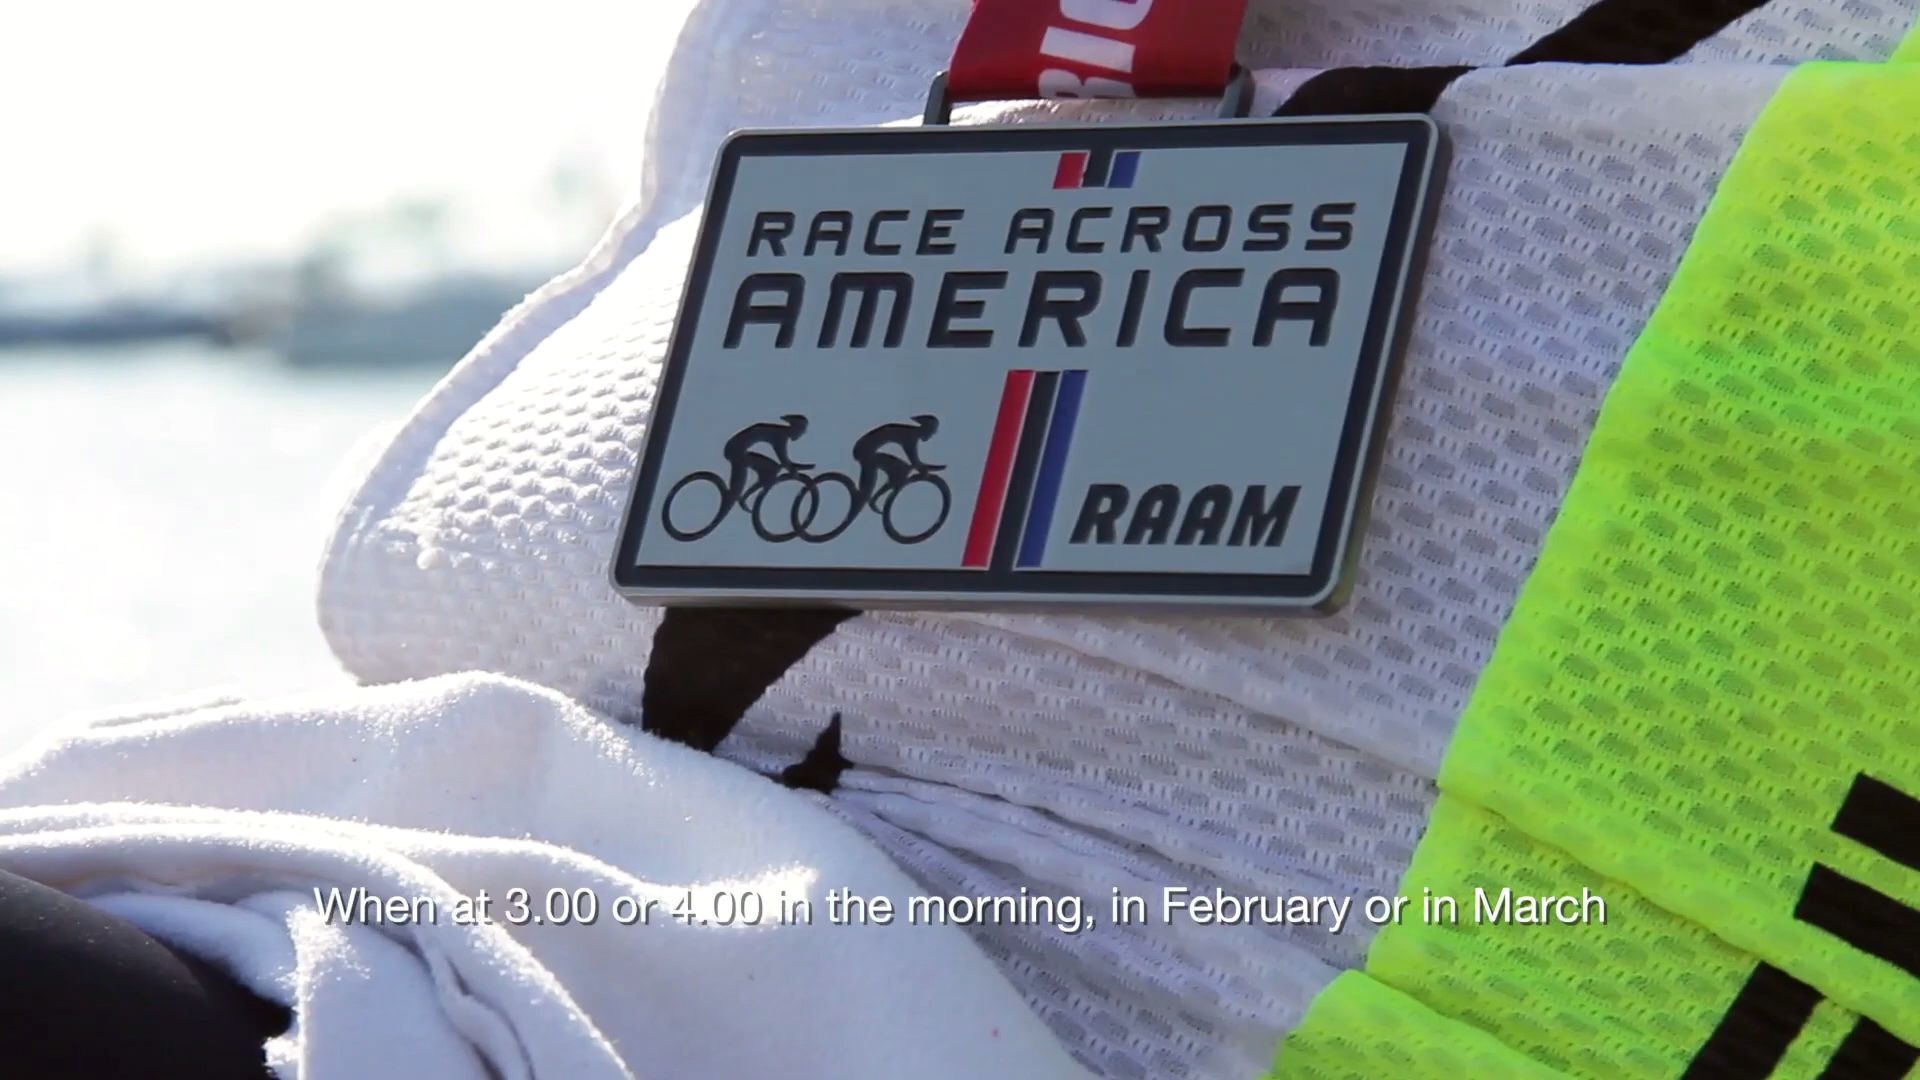 RACE ACROSS
AMERICA
RAAM
When at 3.00 or 4.00 in the morning, in February or in March